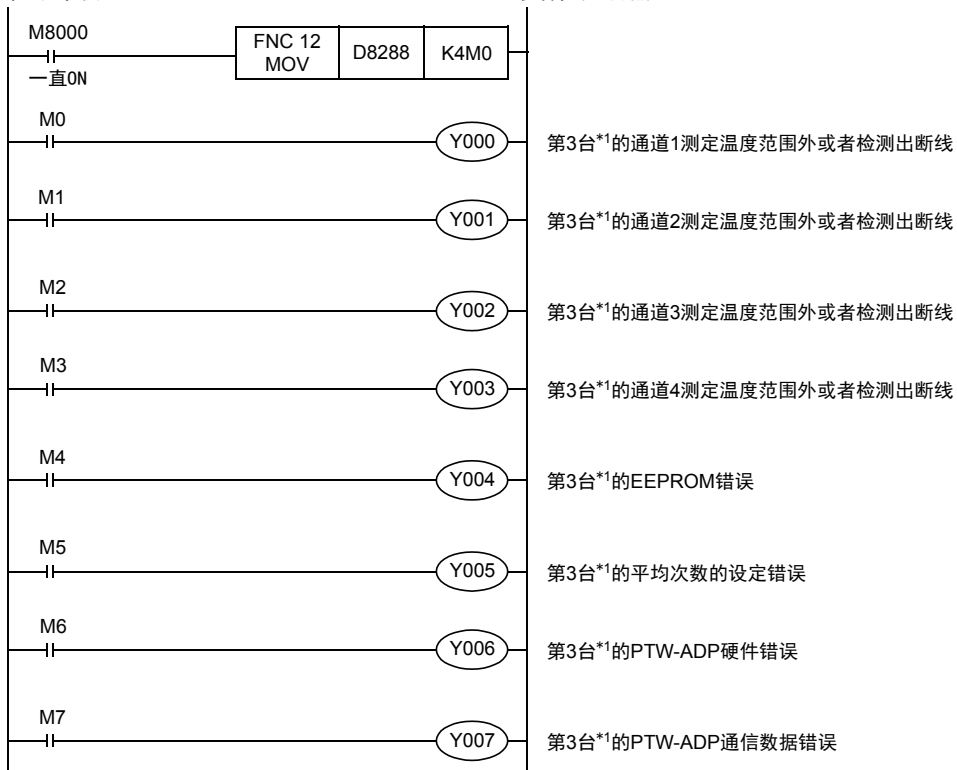 M8000
FNC 12
MOV
D8288
K4M0
一直ON
M0
Y000
第3台*1的通道1测定温度范围外或者检测出断线
M1
Y001
第3台*1的通道2测定温度范围外或者检测出断线
M2
Y002
第3台*1的通道3测定温度范围外或者检测出断线
M3
Y003
第3台*1的通道4测定温度范围外或者检测出断线
M4
Y004
第3台*1的EEPROM错误
M5
Y005
第3台*1的平均次数的设定错误
M6
Y006
第3台*1的PTW-ADP硬件错误
M7
Y007
第3台*1的PTW-ADP通信数据错误